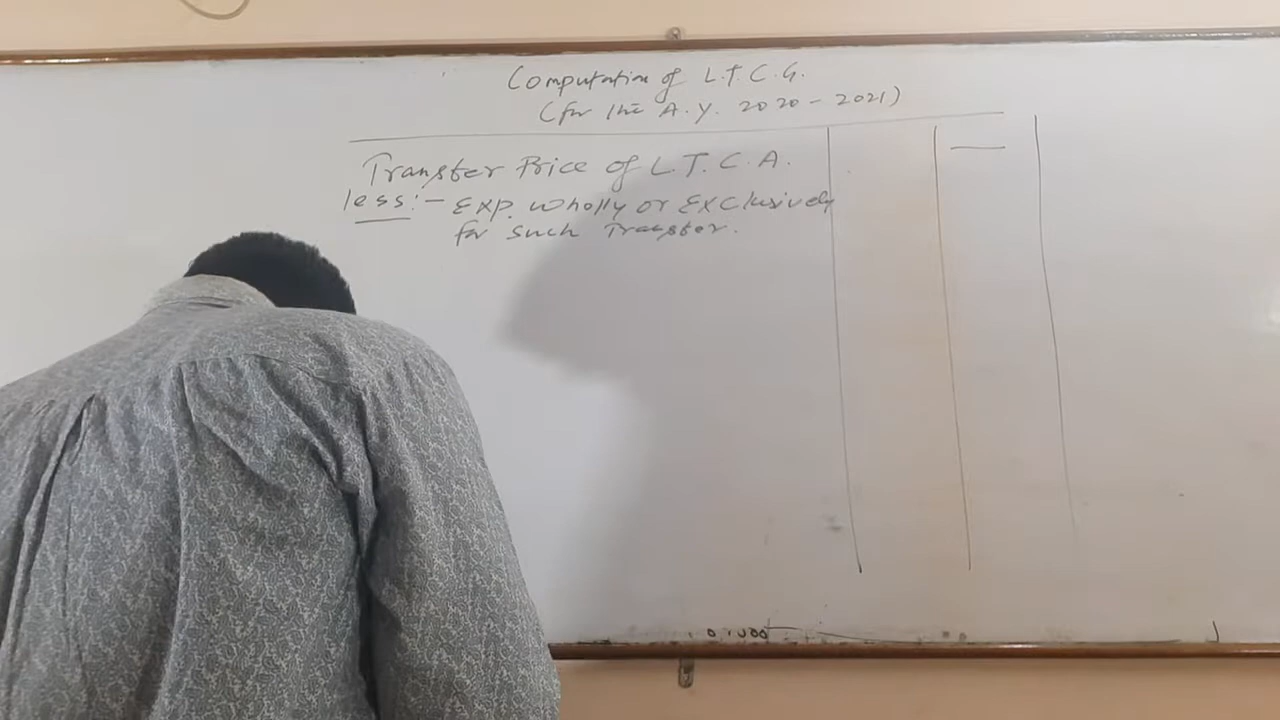 Computation of L.T.C.G.
(for the A.Y. 2020-2021)
Transfer Price of L.T.C.A.
less:- Exp. wholly or Exclusively
for such Transfer.